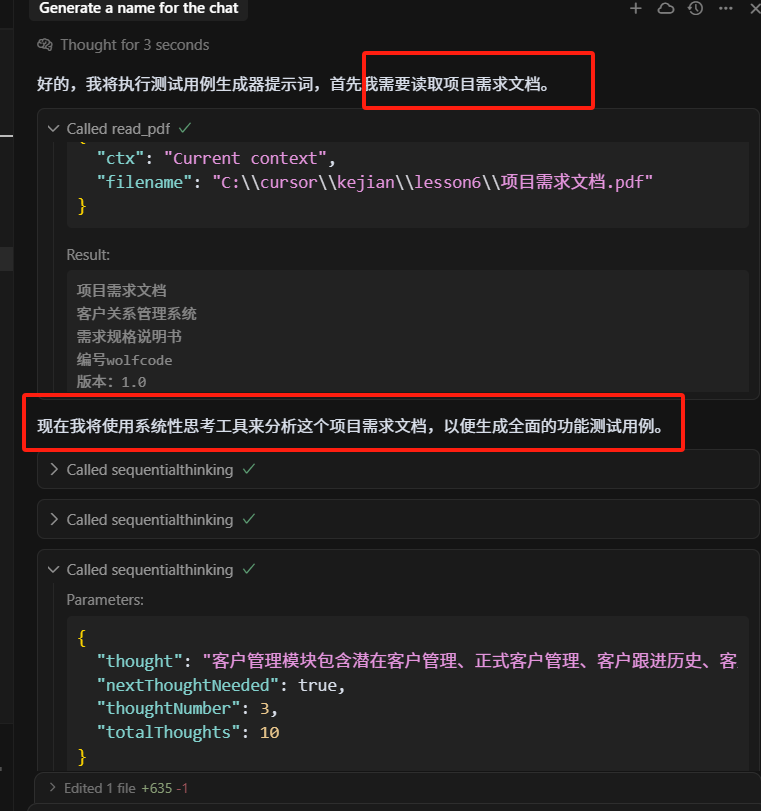 Generate a name for the chat
Thought for 3 seconds
好的，我将执行测试用例生成器提示词，首先我需要读取项目需求文档。
Called read_pdf
"ctx": "Current context",
"filename": "C:\\cursor\\kejian\\lesson6\\项目需求文档.pdf"
}
Result:
项目需求文档
客户关系管理系统
需求规格说明书
编号wolfcode
版本：1.0
现在我将使用系统性思考工具来分析这个项目需求文档，以便生成全面的功能测试用例。
Called sequentialthinking
Called sequentialthinking
Called sequentialthinking
Parameters:
{
"thought": "客户管理模块包含潜在客户管理、正式客户管理、客户跟进历史、客
"nextThoughtNeeded": true,
"thoughtNumber": 3,
"totalThoughts": 10
}
Edited 1 file +635 -1